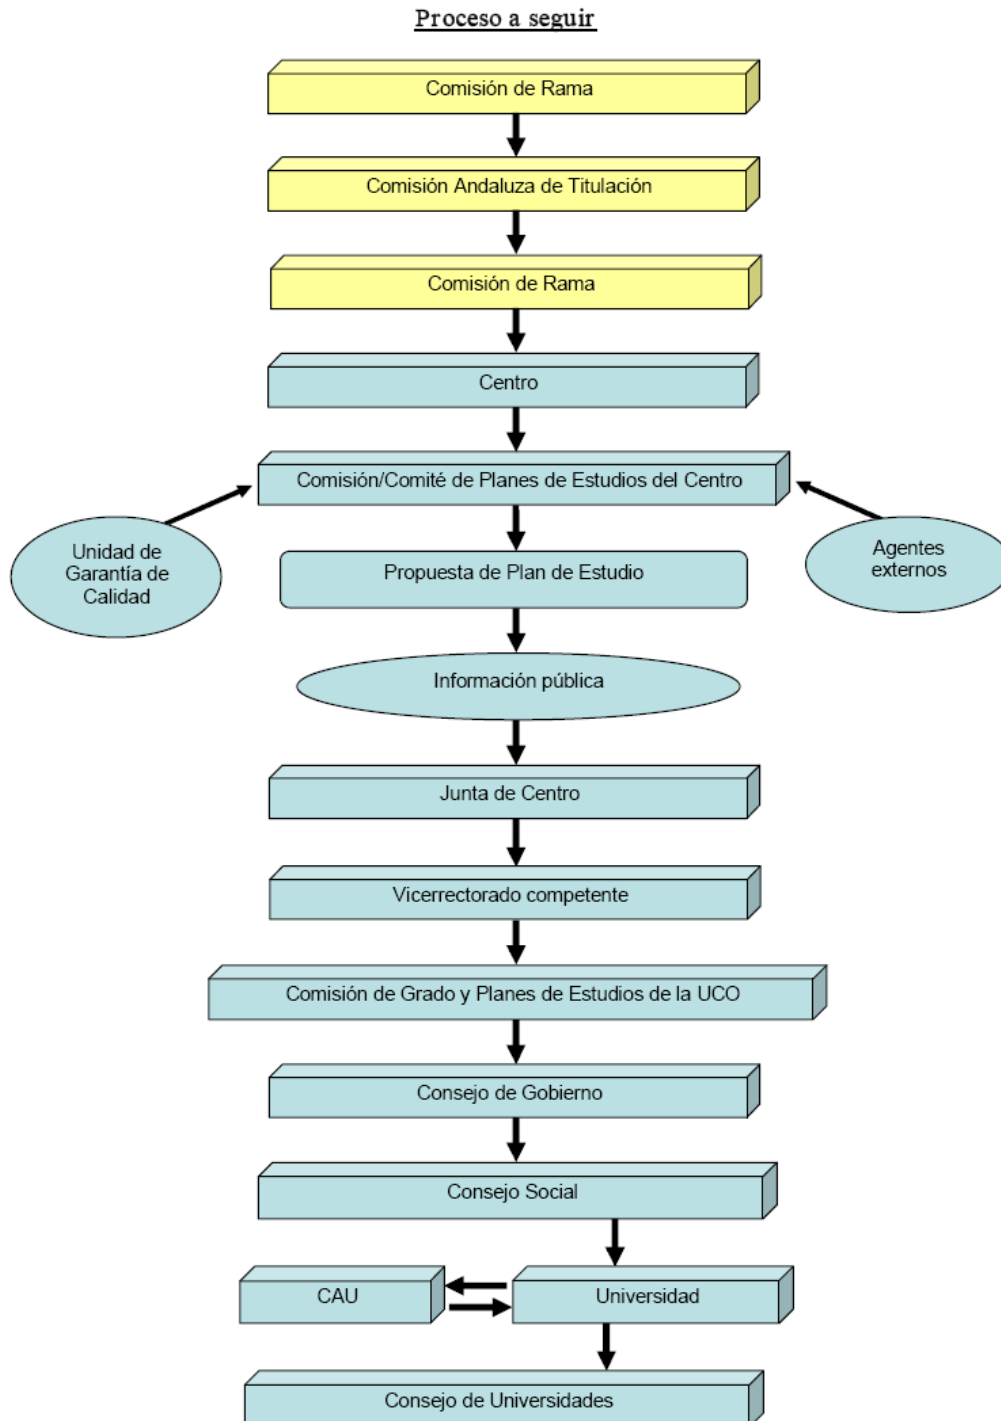 Proceso a seguir
Comisión de Rama
Comisión Andaluza de Titulación
Comisión de Rama
Centro
Comisión/Comité de Planes de Estudios del Centro
Unidad de
Garantía de
Calidad
Agentes
externos
Propuesta de Plan de Estudio
Información pública
Junta de Centro
Vicerrectorado competente
Comisión de Grado y Planes de Estudios de la UCO
Consejo de Gobierno
Consejo Social
CAU
Universidad
Consejo de Universidades